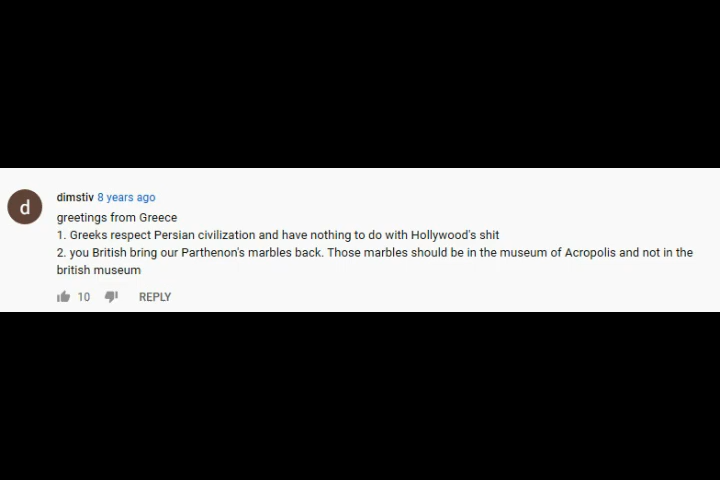 d
dimstiv 8 years ago
greetings from Greece
1. Greeks respect Persian civilization and have nothing to do with Hollywood's shit
2. you British bring our Parthenon's marbles back. Those marbles should be in the museum of Acropolis and not in the
british museum
10 REPLY